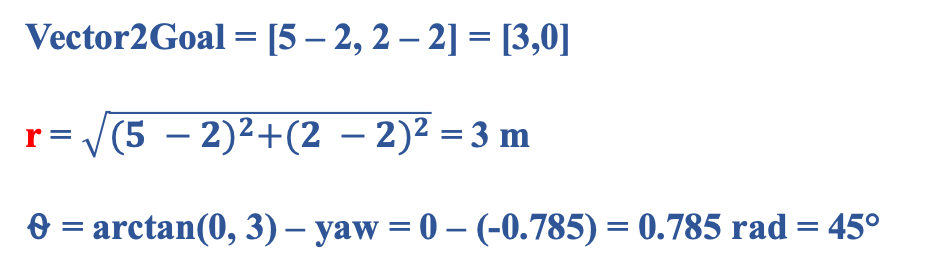 Vector2Goal = [5 – 2, 2 – 2] = [3,0]
r = √(5 – 2)²+(2 – 2)² = 3 m
ϑ = arctan(0, 3) – yaw = 0 – (-0.785) = 0.785 rad = 45°